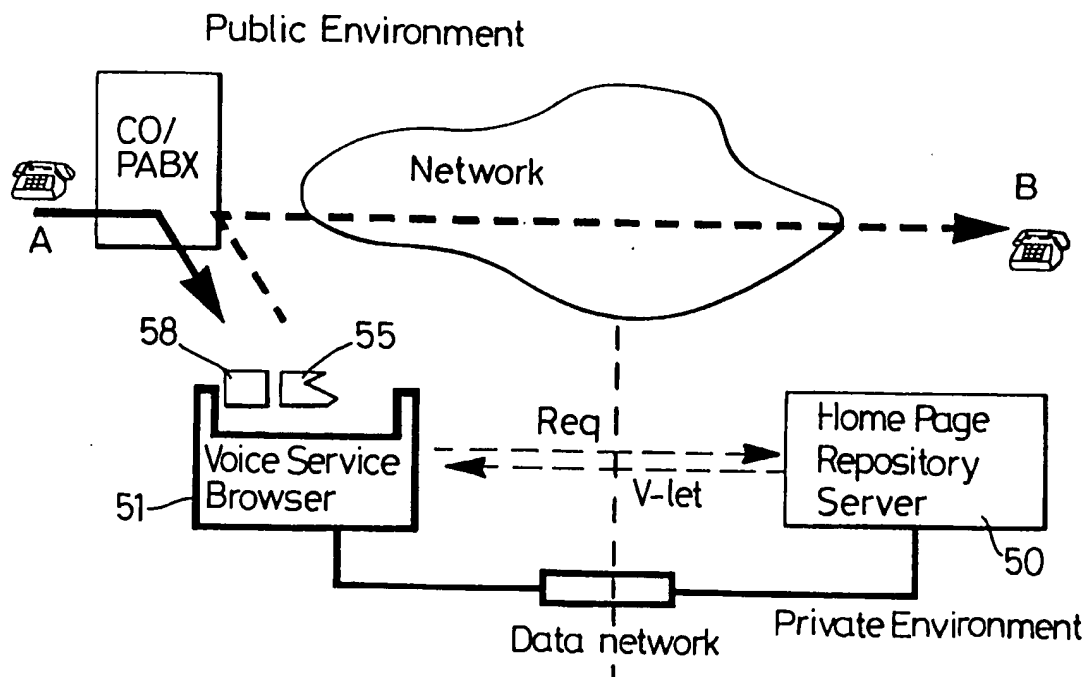 Public Environment
CO/
PABX
Network
A
B
58
55
Req
V-let
Voice Service
Browser
51
Home Page
Repository
Server
50
Data network
Private Environment